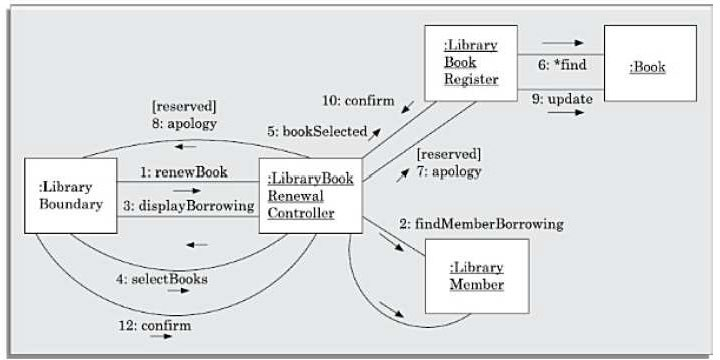 :Library
Book
Register
6: *find
:Book
9: update
10: confirm
[reserved]
8: apology
5: bookSelected
[reserved]
7: apology
1: renewBook
:Library
Boundary
3: displayBorrowing
:LibraryBook
Renewal
Controller
2: findMemberBorrowing
4: selectBooks
:Library
Member
12: confirm